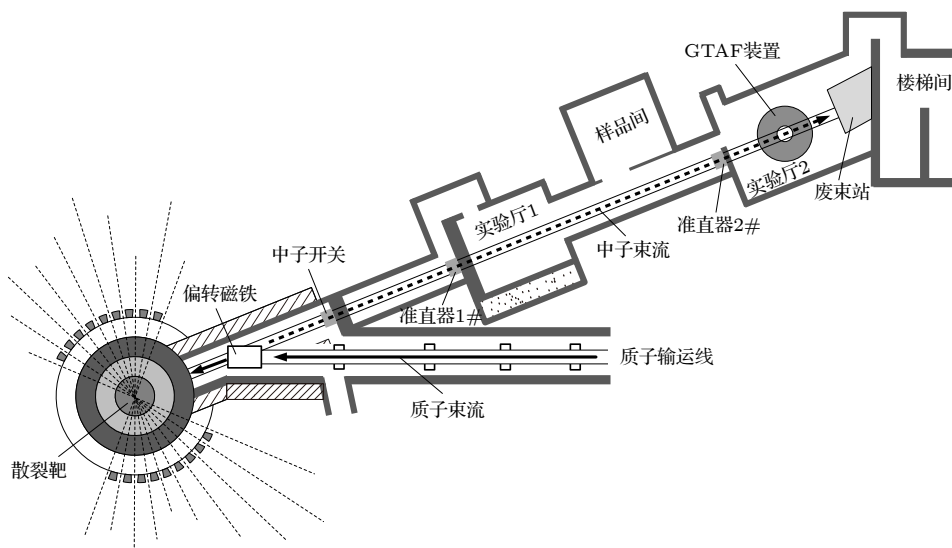 GTAF装置
楼梯间
样品间
实验厅2
废束站
实验厅1
准直器2#
中子束流
中子开关
偏转磁铁
准直器1#
质子输运线
质子束流
散裂靶